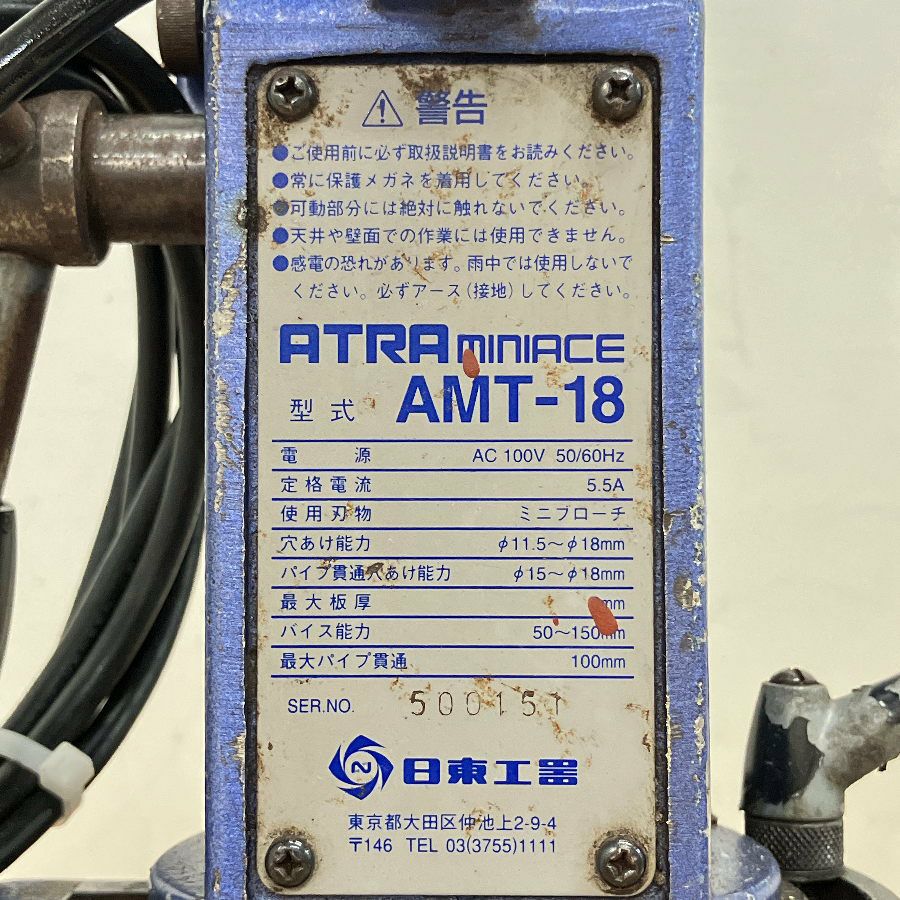 警告
●ご使用前に必ず取扱説明書をお読みください。
●常に保護メガネを着用してください。
●可動部分には絶対に触れないでください。
●天井や壁面での作業には使用できません。
●感電の恐れがあります。雨中では使用しないで
ください。必ずアース(接地)してください。
ATRA MINIACE
型式 AMT-18
電源 AC 100V 50/60Hz
定格電流 5.5A
使用刃物 ミニブローチ
穴あけ能力 φ11.5～φ18mm
パイプ貫通穴あけ能力 φ15～φ18mm
最大板厚 mm
バイス能力 50～150mm
最大パイプ貫通 100mm
SER.NO. 500151
日東工器
東京都大田区仲池上2-9-4
〒146 TEL 03(3755)1111